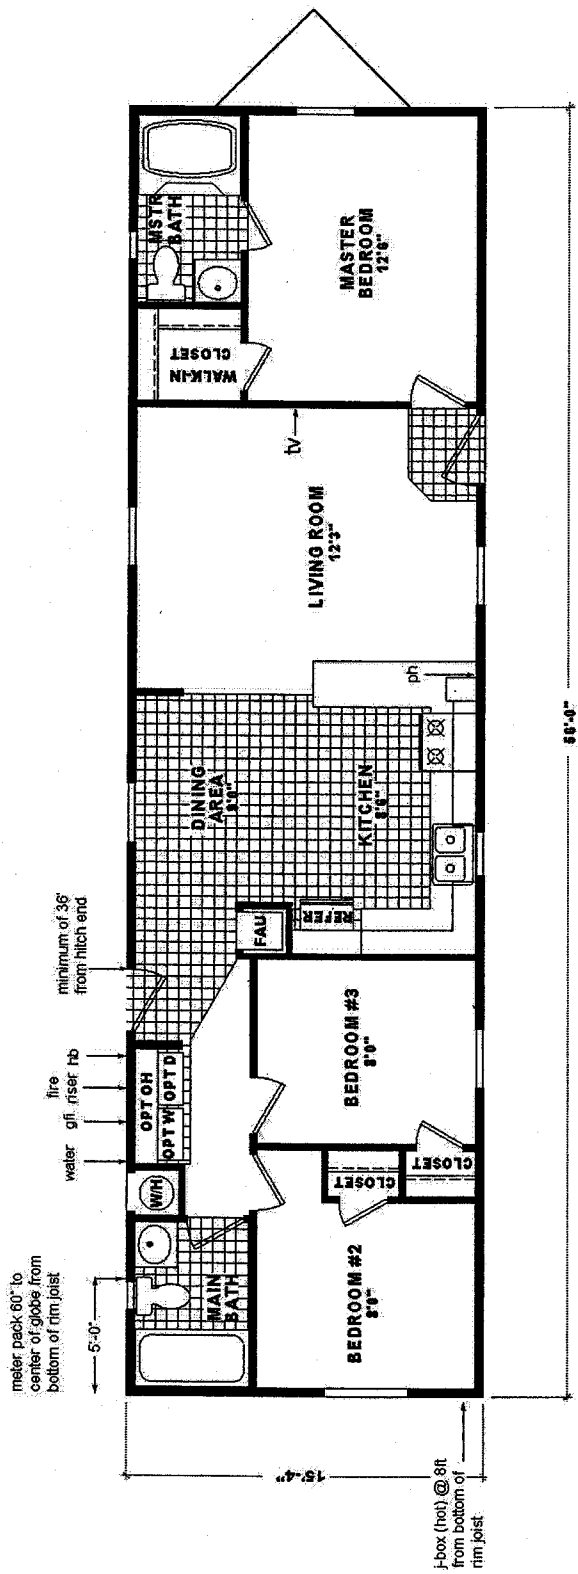 MSTR
BATH
MASTER
BEDROOM
12'6"
WALK-IN
CLOSET
tv
LIVING ROOM
12'3"
ph
DINING
AREA
KITCHEN
8'6"
56'-0"
REFER
FAU
minimum of 36'
from hitch end
BEDROOM #3
8'0"
water gfi riser hb
fire
OPT OH
OPT W OPT D
W/H
CLOSET
CLOSET
MAIN
BATH
BEDROOM #2
meter pack 60" to
center of globe from
bottom of rim joist
5'-0"
15'-4"
j-box (hot) @ 8ft
from bottom of
rim joist